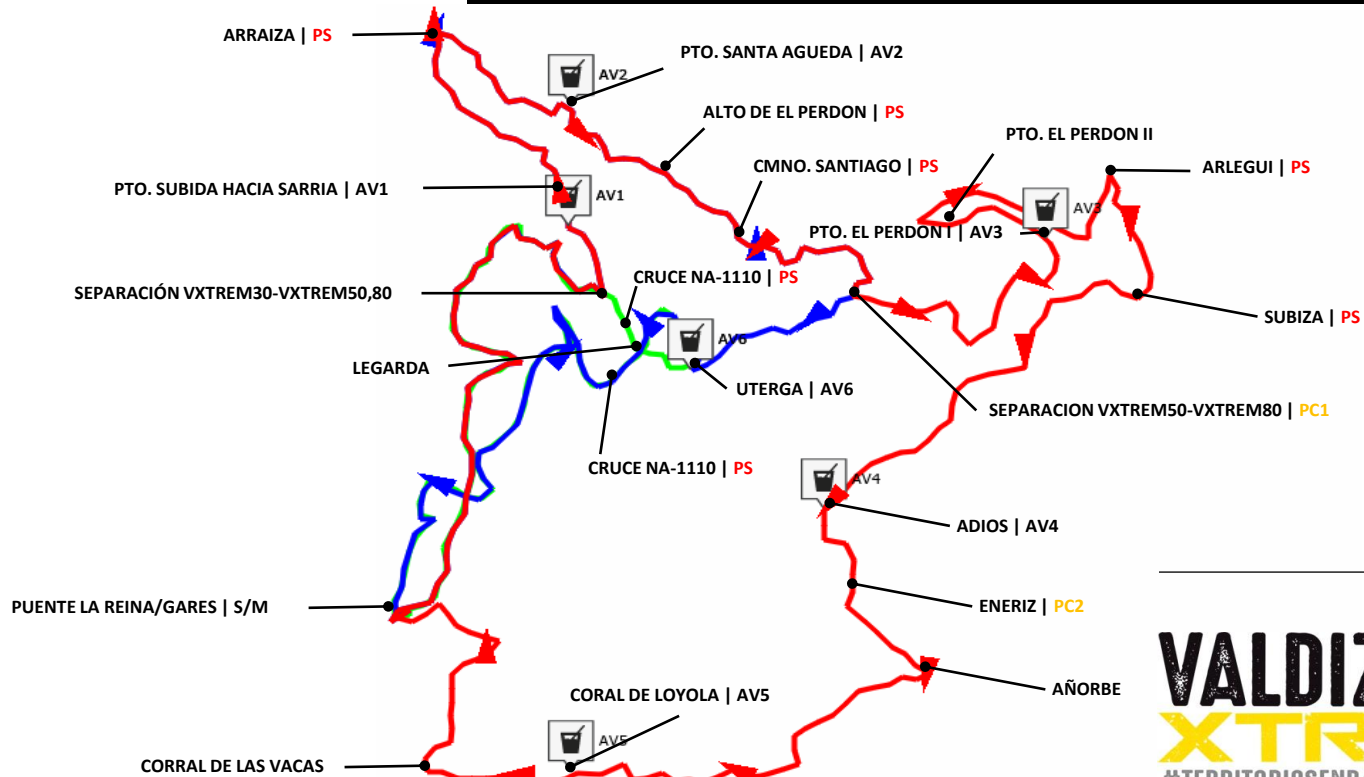 ARRAIZA | PS
PTO. SANTA AGUEDA | AV2
AV2
ALTO DE EL PERDON | PS
PTO. EL PERDON II
CMNO. SANTIAGO | PS
ARLEGUI | PS
PTO. SUBIDA HACIA SARRIA | AV1
AV1
AV3
PTO. EL PERDON I | AV3
CRUCE NA-1110 | PS
SEPARACIÓN VXTREM30-VXTREM50,80
SUBIZA | PS
AV6
LEGARDA
UTERGA | AV6
SEPARACION VXTREM50-VXTREM80 | PC1
CRUCE NA-1110 | PS
AV4
ADIOS | AV4
PUENTE LA REINA/GARES | S/M
ENERIZ | PC2
AÑORBE
CORAL DE LOYOLA | AV5
AV5
CORRAL DE LAS VACAS
VALDIZ
XTR